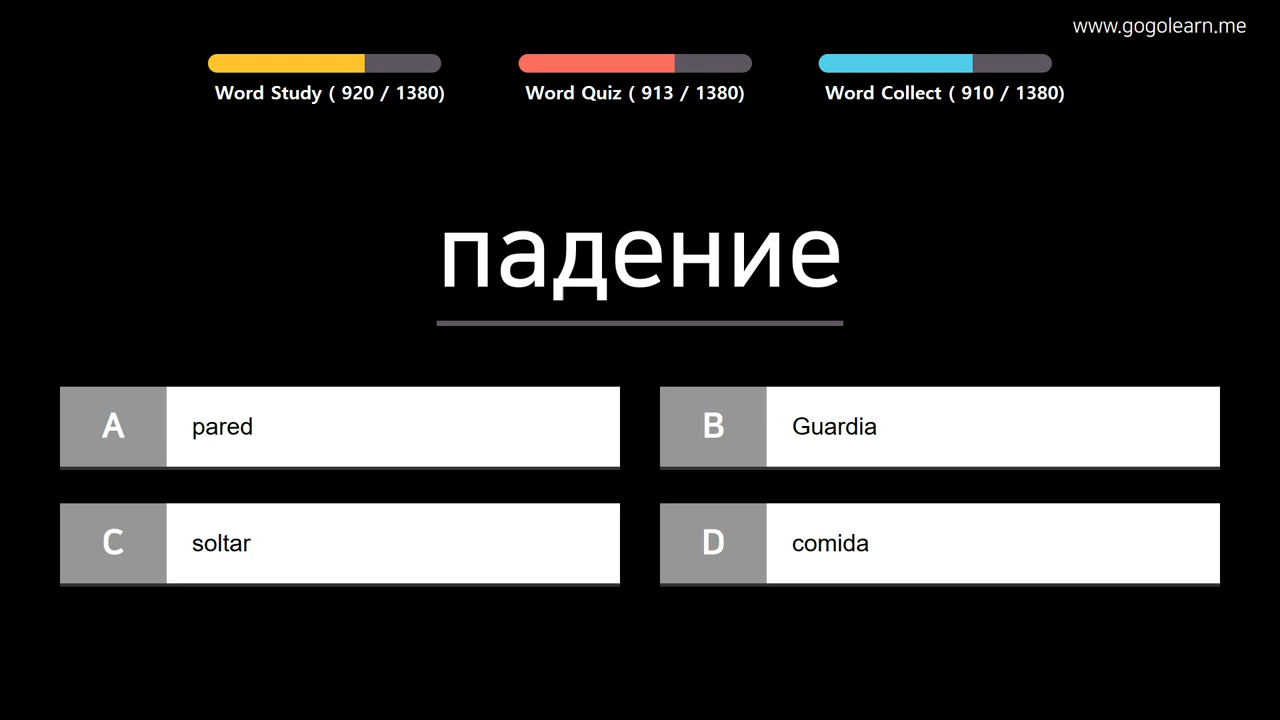 www.gogolearn.me
Word Study ( 920 / 1380)
Word Quiz ( 913 / 1380)
Word Collect ( 910 / 1380)
падение
A pared
B Guardia
C soltar
D comida